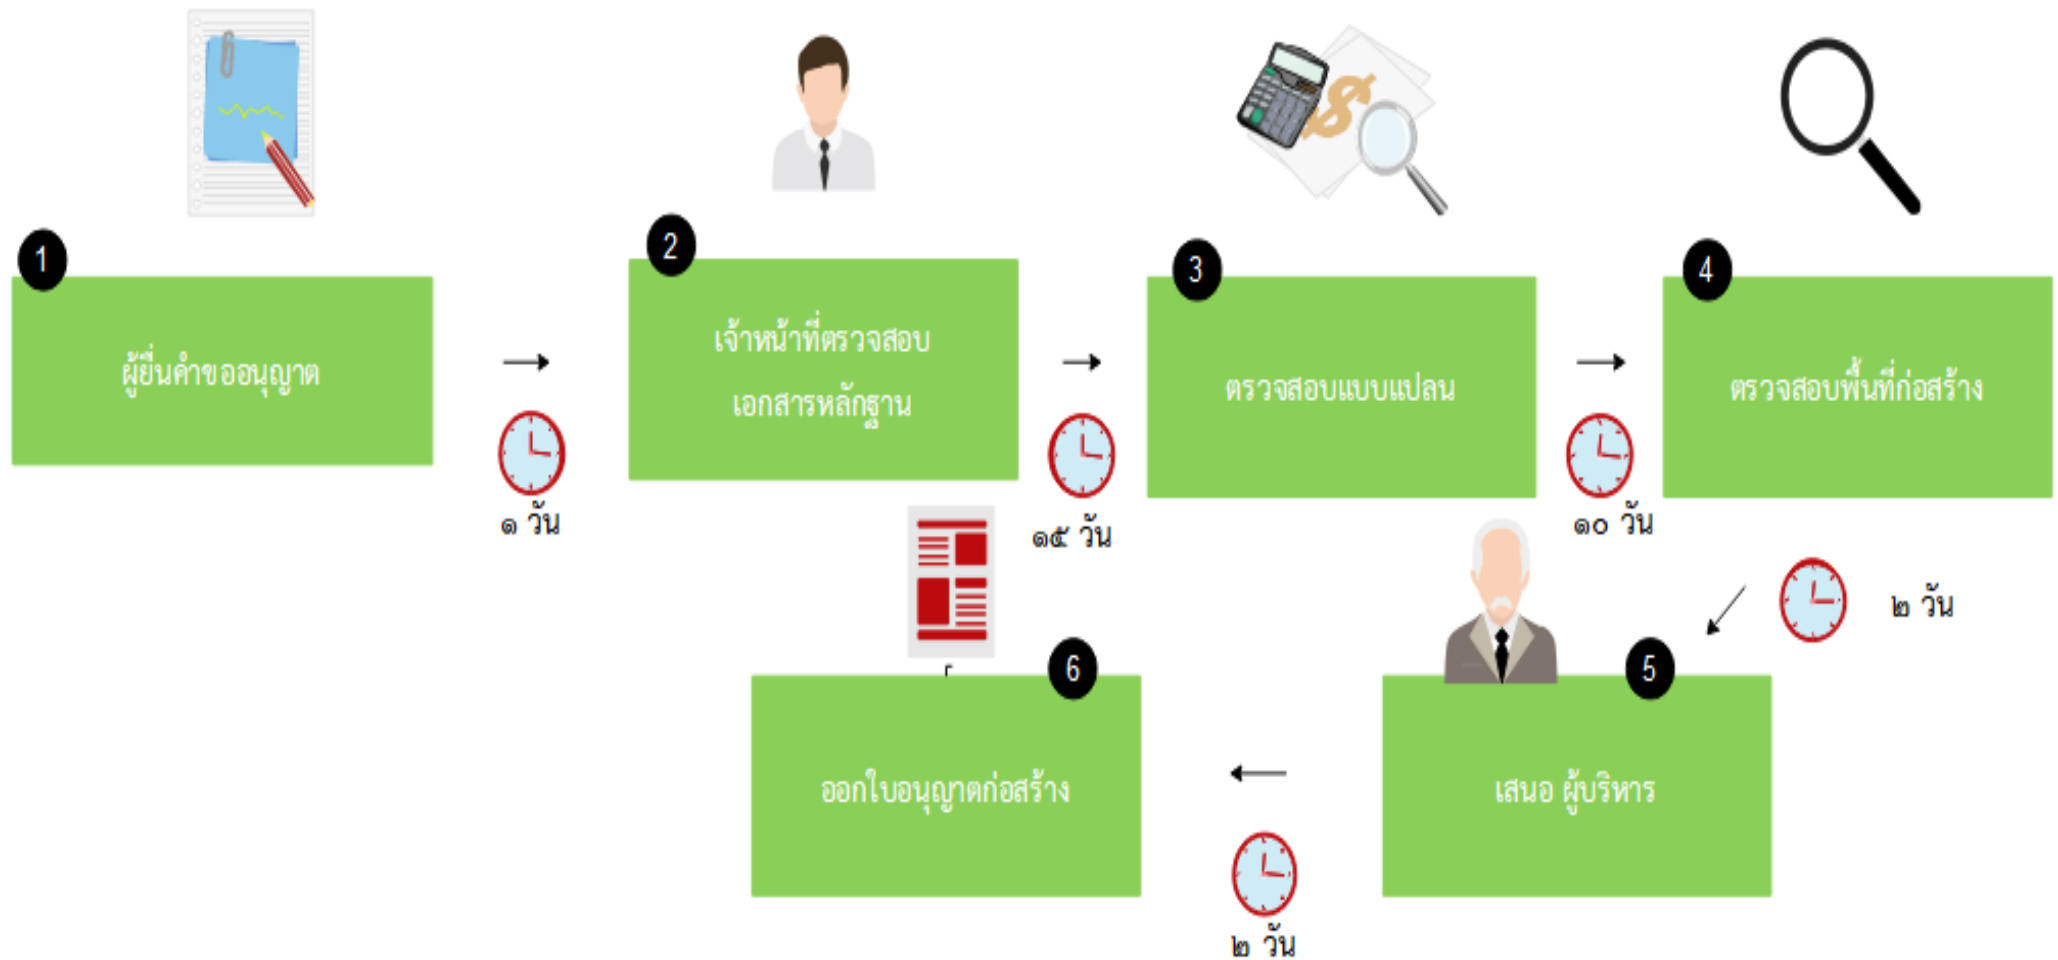 1
ผู้ยื่นคำขออนุญาต
๑ วัน
2
เจ้าหน้าที่ตรวจสอบ
เอกสารหลักฐาน
๑๕ วัน
3
ตรวจสอบแบบแปลน
๑๐ วัน
4
ตรวจสอบพื้นที่ก่อสร้าง
๒ วัน
5
เสนอ ผู้บริหาร
๒ วัน
6
ออกใบอนุญาตก่อสร้าง